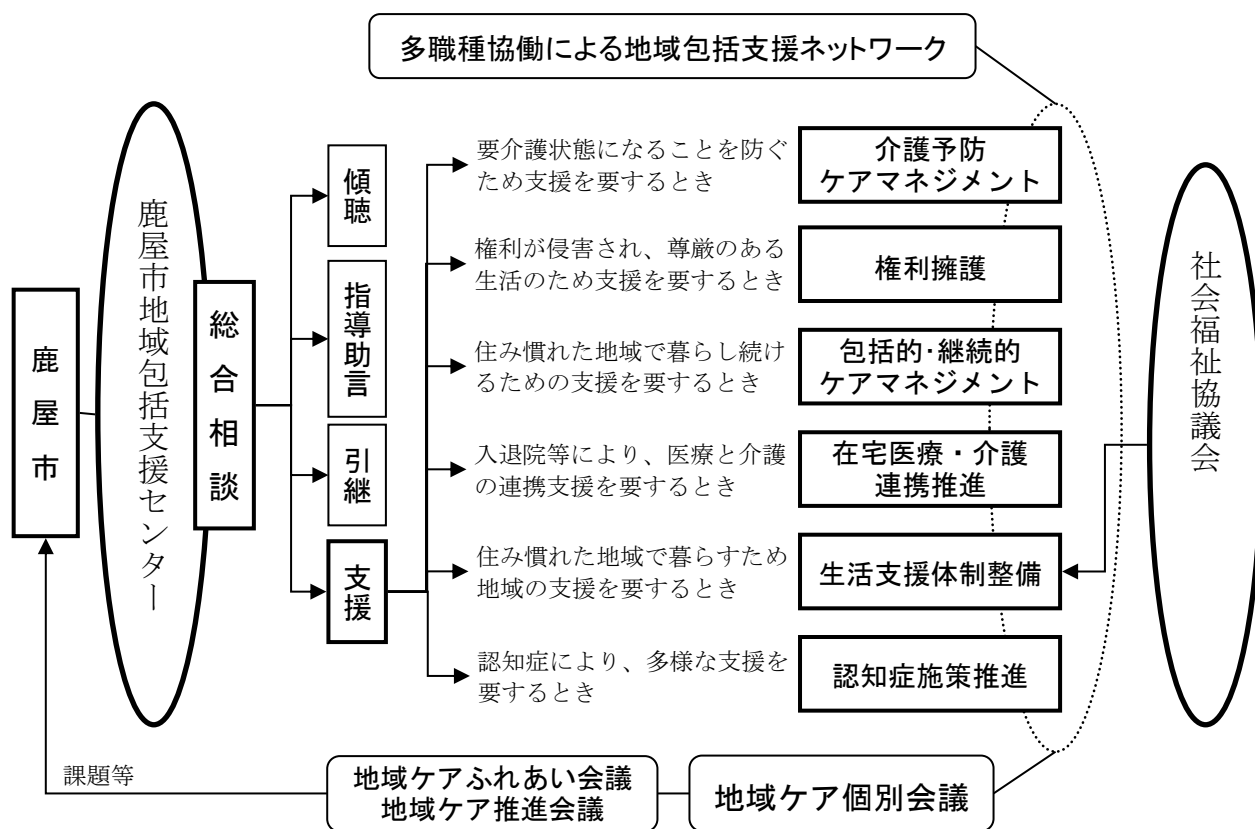 多職種協働による地域包括支援ネットワーク
鹿屋市
鹿屋市地域包括支援センター
総合相談
傾聴
指導助言
引継
支援
要介護状態になることを防ぐ
ため支援を要するとき
介護予防
ケアマネジメント
権利が侵害され、尊厳のある
生活のため支援を要するとき
権利擁護
住み慣れた地域で暮らし続け
るための支援を要するとき
包括的・継続的
ケアマネジメント
入退院等により、医療と介護
の連携支援を要するとき
在宅医療・介護
連携推進
住み慣れた地域で暮らすため
地域の支援を要するとき
生活支援体制整備
認知症により、多様な支援を
要するとき
認知症施策推進
社会福祉協議会
課題等
地域ケアふれあい会議
地域ケア推進会議
地域ケア個別会議